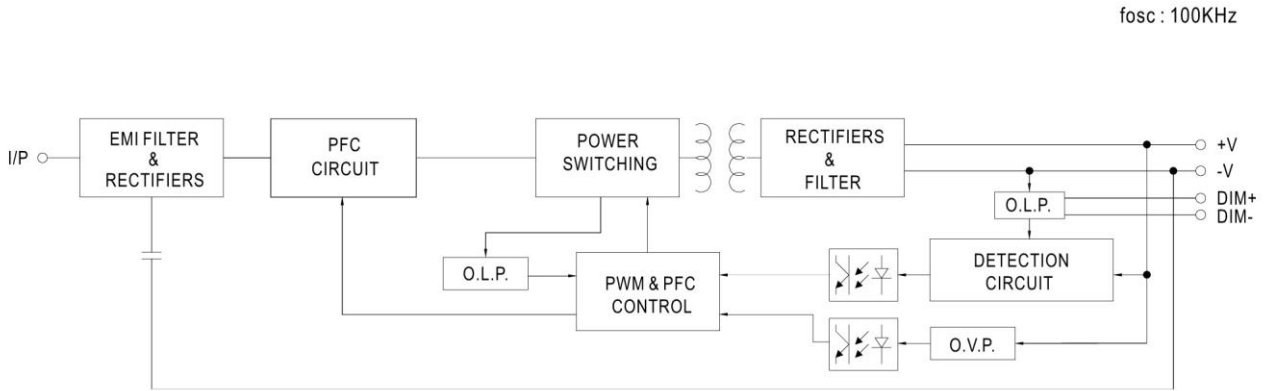 fosc : 100KHz
I/P
EMI FILTER
&
RECTIFIERS
PFC
CIRCUIT
POWER
SWITCHING
RECTIFIERS
&
FILTER
+V
-V
DIM+
DIM-
O.L.P.
O.L.P.
PWM & PFC
CONTROL
DETECTION
CIRCUIT
O.V.P.